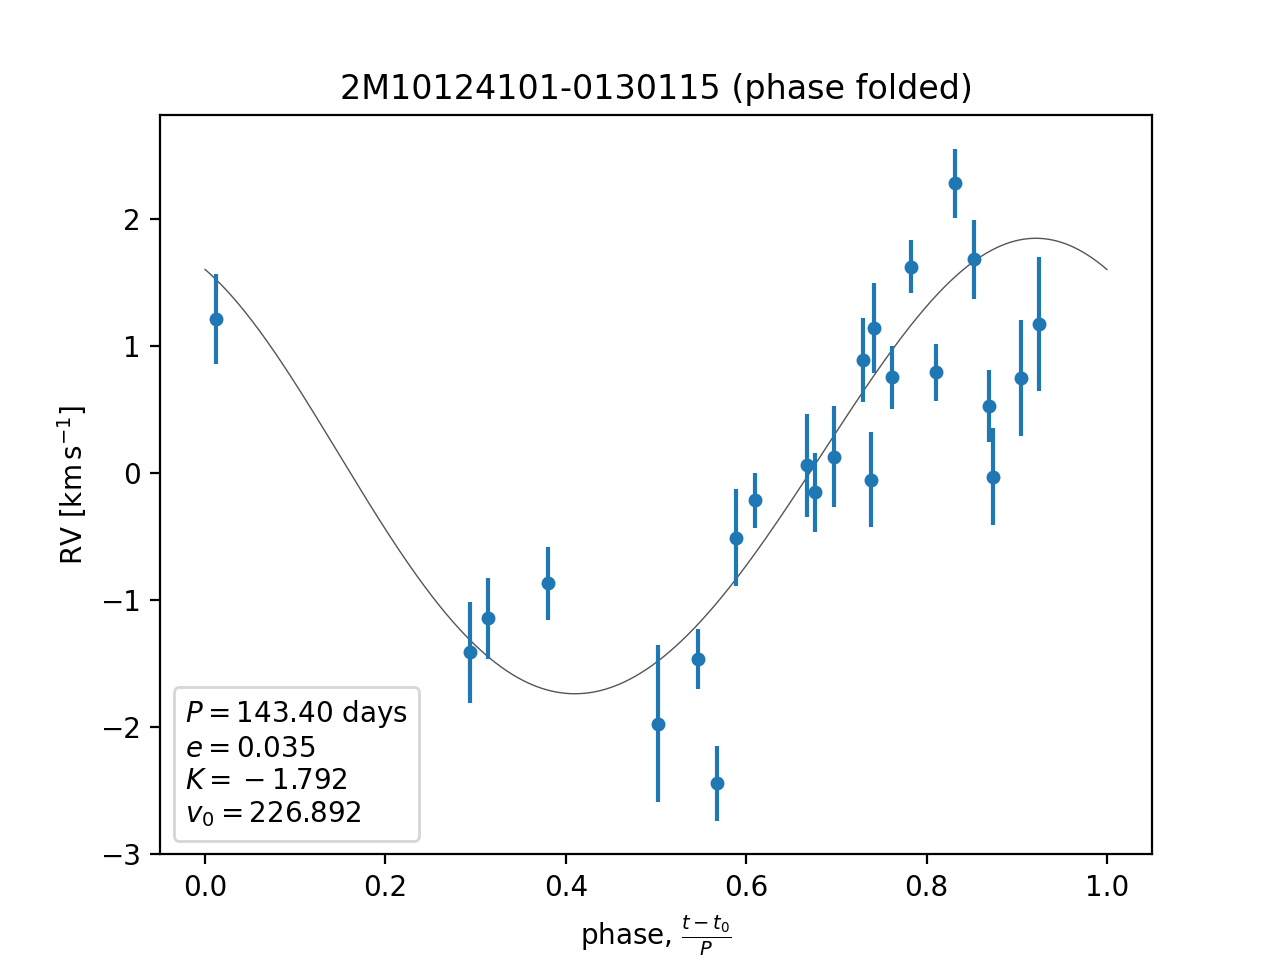 2M10124101-0130115 (phase folded)
RV [km s⁻¹]
2
1
0
−1
−2
−3
P = 143.40 days
e = 0.035
K = −1.792
v₀ = 226.892
0.0 0.2 0.4 0.6 0.8 1.0
phase, (t − t₀)/P